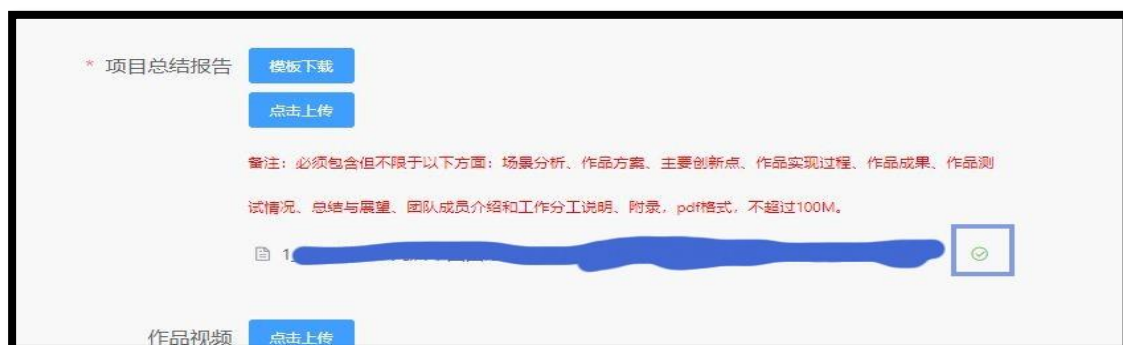 * 项目总结报告 模板下载
点击上传
备注：必须包含但不限于以下方面：场景分析、作品方案、主要创新点、作品实现过程、作品成果、作品测
试情况、总结与展望、团队成员介绍和工作分工说明、附录，pdf格式，不超过100M。
1
作品视频 点击上传